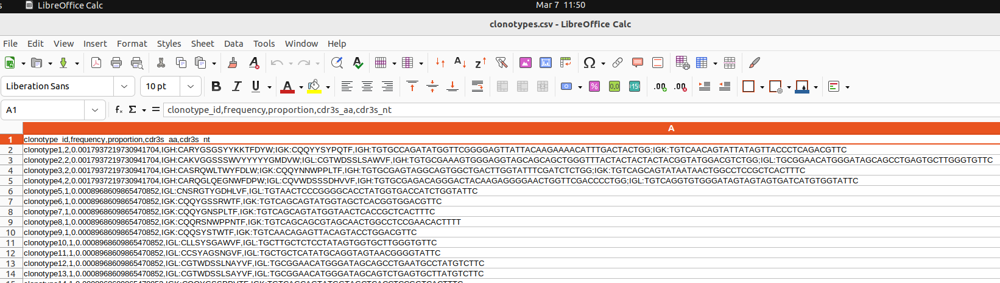 s LibreOffice Calc Mar 7 11:50
clonotypes.csv - LibreOffice Calc
File Edit View Insert Format Styles Sheet Data Tools Window Help
Liberation Sans 10 pt B I U A
A1 fx Σ = clonotype_id,frequency,proportion,cdr3s_aa,cdr3s_nt
A
1 clonotype_id,frequency,proportion,cdr3s_aa,cdr3s_nt
2 clonotype1,2,0.0017937219730941704,IGH:CARYGSGSYYKKTFDYW;IGK:CQQYYSYPQTF,IGH:TGTGCCAGATATGGTTCGGGGAGTTATTACAAGAAAACATTTGACTACTGG;IGK:TGTCAACAGTATTATAGTTACCCTCAGACGTTC
3 clonotype2,2,0.0017937219730941704,IGH:CAKVGGSSSWVYYYYYGMDVW;IGL:CGTWDSSLSAWVF,IGH:TGTGCGAAAGTGGGAGGTAGCAGCAGCTGGGTTTACTACTACTACTACGGTATGGACGTCTGG;IGL:TGCGGAACATGGGATAGCAGCCTGAGTGCTTGGGTGTTC
4 clonotype3,2,0.0017937219730941704,IGH:CASRQWLTWYFDLW;IGK:CQQYNNWPPLTF,IGH:TGTGCGAGTAGGCAGTGGCTGACTTGGTATTTCGATCTCTGG;IGK:TGTCAGCAGTATAATAACTGGCCTCCGCTCACTTTC
5 clonotype4,2,0.0017937219730941704,IGH:CARQGLQEGNWFDPW;IGL:CQVWDSSSDHVVF,IGH:TGTGCGAGACAGGGACTACAAGAGGGGAACTGGTTCGACCCCTGG;IGL:TGTCAGGTGTGGGATAGTAGTAGTGATCATGTGGTATTC
6 clonotype5,1,0.0008968609865470852,IGL:CNSRGTYGDHLVF,IGL:TGTAACTCCCGGGGCACCTATGGTGACCATCTGGTATTC
7 clonotype6,1,0.0008968609865470852,IGK:CQQYGSSRWTF,IGK:TGTCAGCAGTATGGTAGCTCACGGTGGACGTTC
8 clonotype7,1,0.0008968609865470852,IGK:CQQYGNSPLTF,IGK:TGTCAGCAGTATGGTAACTCACCGCTCACTTTC
9 clonotype8,1,0.0008968609865470852,IGK:CQQRSNWPPNTF,IGK:TGTCAGCAGCGTAGCAACTGGCCTCCGAACACTTTT
10 clonotype9,1,0.0008968609865470852,IGK:CQQSYSTWTF,IGK:TGTCAACAGAGTTACAGTACCTGGACGTTC
11 clonotype10,1,0.0008968609865470852,IGL:CLLSYSGAWVF,IGL:TGCTTGCTCTCCTATAGTGGTGCTTGGGTGTTC
12 clonotype11,1,0.0008968609865470852,IGL:CCSYAGSNGVF,IGL:TGCTGCTCATATGCAGGTAGTAACGGGGTATTC
13 clonotype12,1,0.0008968609865470852,IGL:CGTWDSSLNAYVF,IGL:TGCGGAACATGGGATAGCAGCCTGAATGCCTATGTCTTC
14 clonotype13,1,0.0008968609865470852,IGL:CGTWDSSLSAYVF,IGL:TGCGGAACATGGGATAGCAGTCTGAGTGCTTATGTCTTC